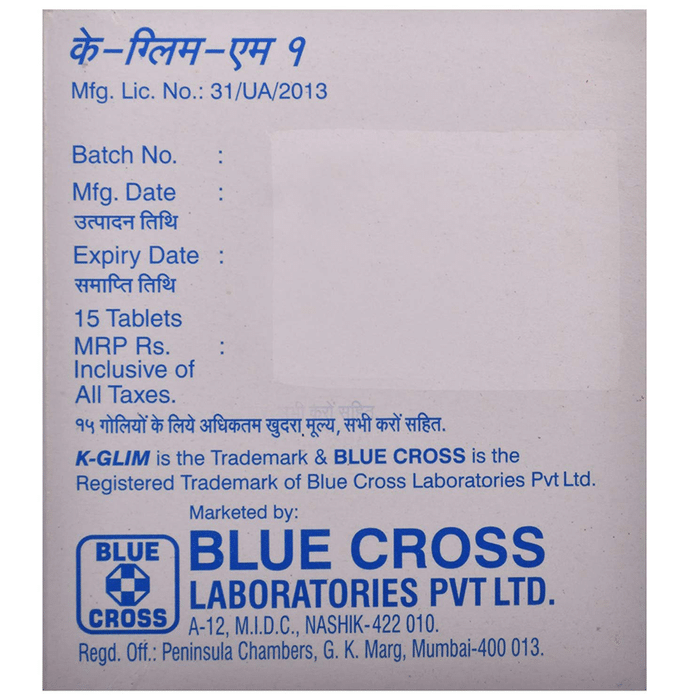 के-ग्लिम-एम १
Mfg. Lic. No.: 31/UA/2013
Batch No. :
Mfg. Date :
उत्पादन तिथि
Expiry Date :
समाप्ति तिथि
15 Tablets
MRP Rs. :
Inclusive of
All Taxes.
१५ गोलियों के लिये अधिकतम खुदरा मूल्य, सभी करों सहित.
K-GLIM is the Trademark & BLUE CROSS is the
Registered Trademark of Blue Cross Laboratories Pvt Ltd.
Marketed by:
BLUE CROSS
BLUE CROSS
LABORATORIES PVT LTD.
A-12, M.I.D.C., NASHIK-422 010.
Regd. Off.: Peninsula Chambers, G. K. Marg, Mumbai-400 013.